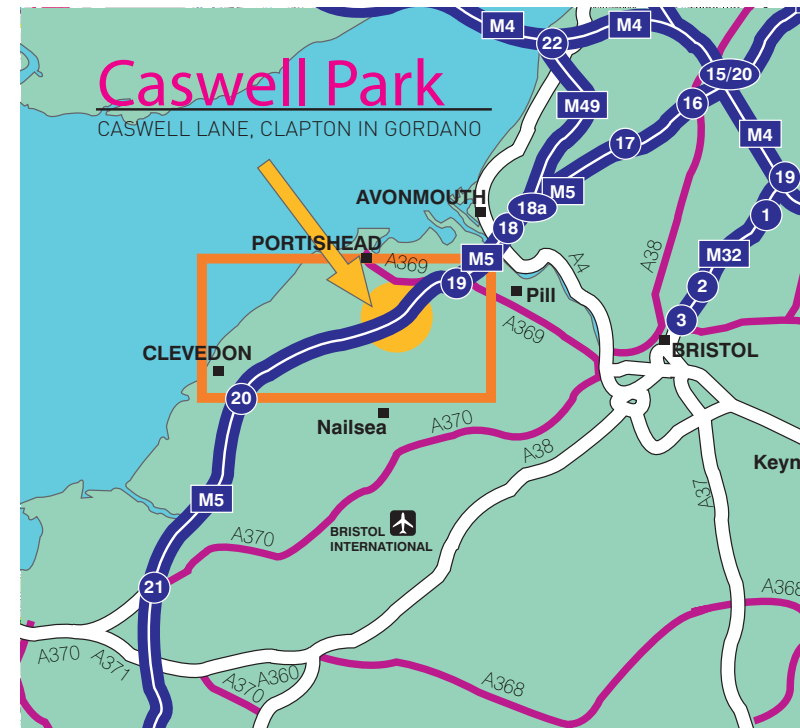 M4
M4
22
15/20
Caswell Park
CASWELL LANE, CLAPTON IN GORDANO
M49
16
M4
17
19
AVONMOUTH
M5
18a
18
1
PORTISHEAD
A369
M5
A4
A38
M32
19
Pill
2
A369
3
CLEVEDON
BRISTOL
20
Nailsea
A370
A38
Keyn
M5
A37
BRISTOL
INTERNATIONAL
A370
21
A368
A370
A371
A360
A370
A368